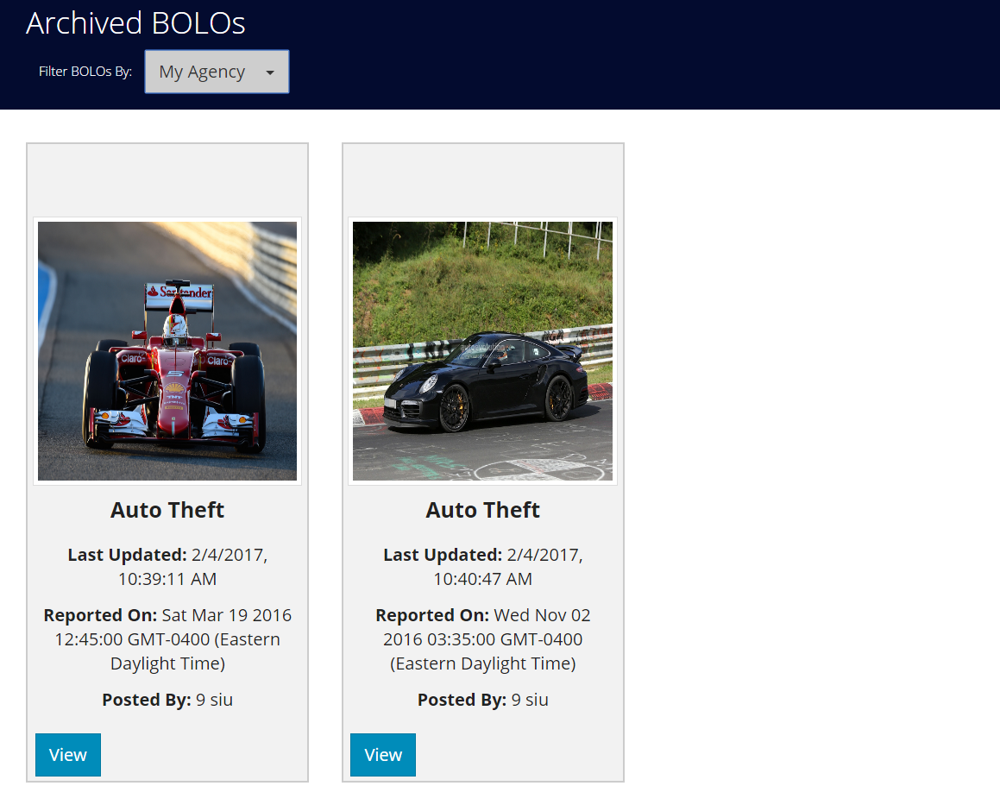 Archived BOLOs
Filter BOLOs By:
My Agency
Santander
Claro-
Claro-
5
autoevolution
Auto Theft
Last Updated: 2/4/2017,
10:39:11 AM
Reported On: Sat Mar 19 2016
12:45:00 GMT-0400 (Eastern
Daylight Time)
Posted By: 9 siu
View
Auto Theft
Last Updated: 2/4/2017,
10:40:47 AM
Reported On: Wed Nov 02
2016 03:35:00 GMT-0400
(Eastern Daylight Time)
Posted By: 9 siu
View